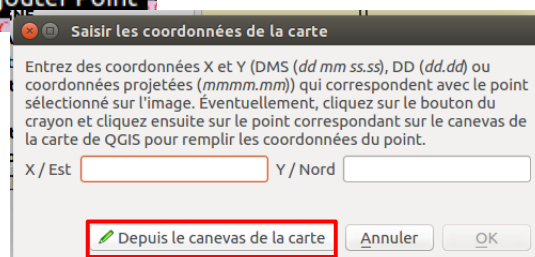 jouter Point
Saisir les coordonnées de la carte
Entrez des coordonnées X et Y (DMS (dd mm ss.ss), DD (dd.dd) ou
coordonnées projetées (mmmm.mm)) qui correspondent avec le point
sélectionné sur l'image. Éventuellement, cliquez sur le bouton du
crayon et cliquez ensuite sur le point correspondant sur le canevas de
la carte de QGIS pour remplir les coordonnées du point.
X / Est Y / Nord
Depuis le canevas de la carte Annuler OK